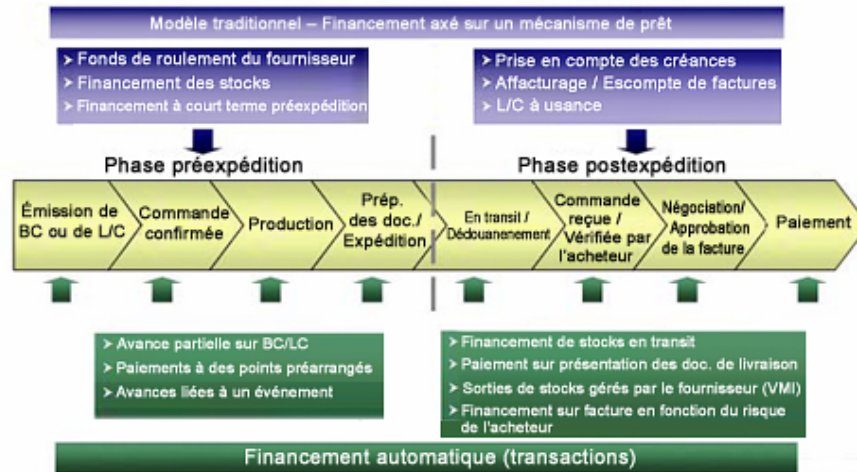 Modèle traditionnel – Financement axé sur un mécanisme de prêt
➤ Fonds de roulement du fournisseur
➤ Financement des stocks
➤ Financement à court terme préexpédition
➤ Prise en compte des créances
➤ Affacturage / Escompte de factures
➤ L/C à usance
Phase préexpédition
Phase postexpédition
Émission de
BC ou de L/C
Commande
confirmée
Production
Prép.
des doc./
Expédition
En transit /
Dédouanenement
Commande
reçue /
Vérifiée par
l'acheteur
Négociation/
Approbation
de la facture
Paiement
➤ Avance partielle sur BC/LC
➤ Paiements à des points préarrangés
➤ Avances liées à un événement
➤ Financement de stocks en transit
➤ Paiement sur présentation des doc. de livraison
➤ Sorties de stocks gérés par le fournisseur (VMI)
➤ Financement sur facture en fonction du risque
de l'acheteur
Financement automatique (transactions)